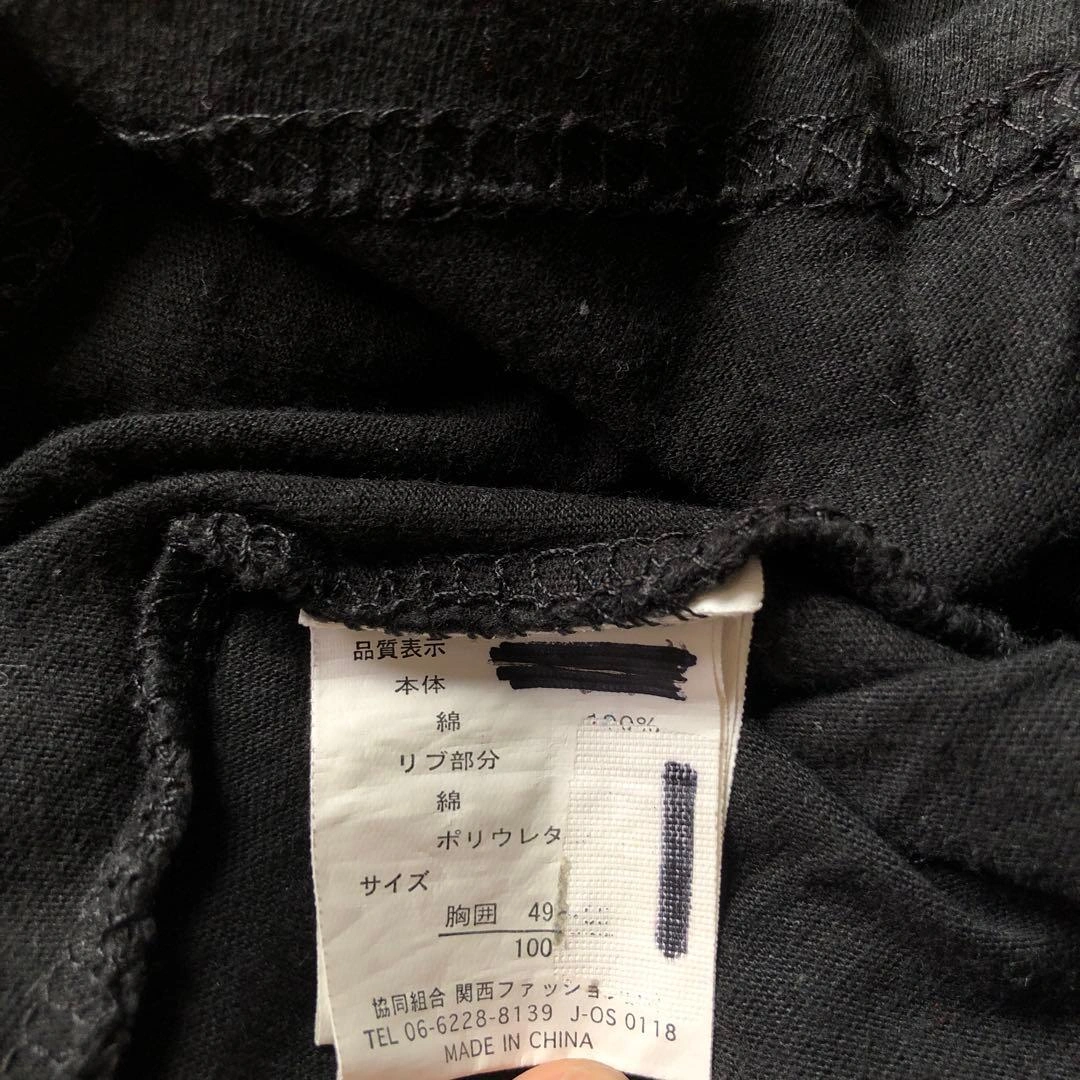 品質表示
本体
綿 100%
リブ部分
綿
ポリウレタ
サイズ
胸囲 49~
100
協同組合 関西ファッション
TEL 06-6228-8139 J-OS 0118
MADE IN CHINA